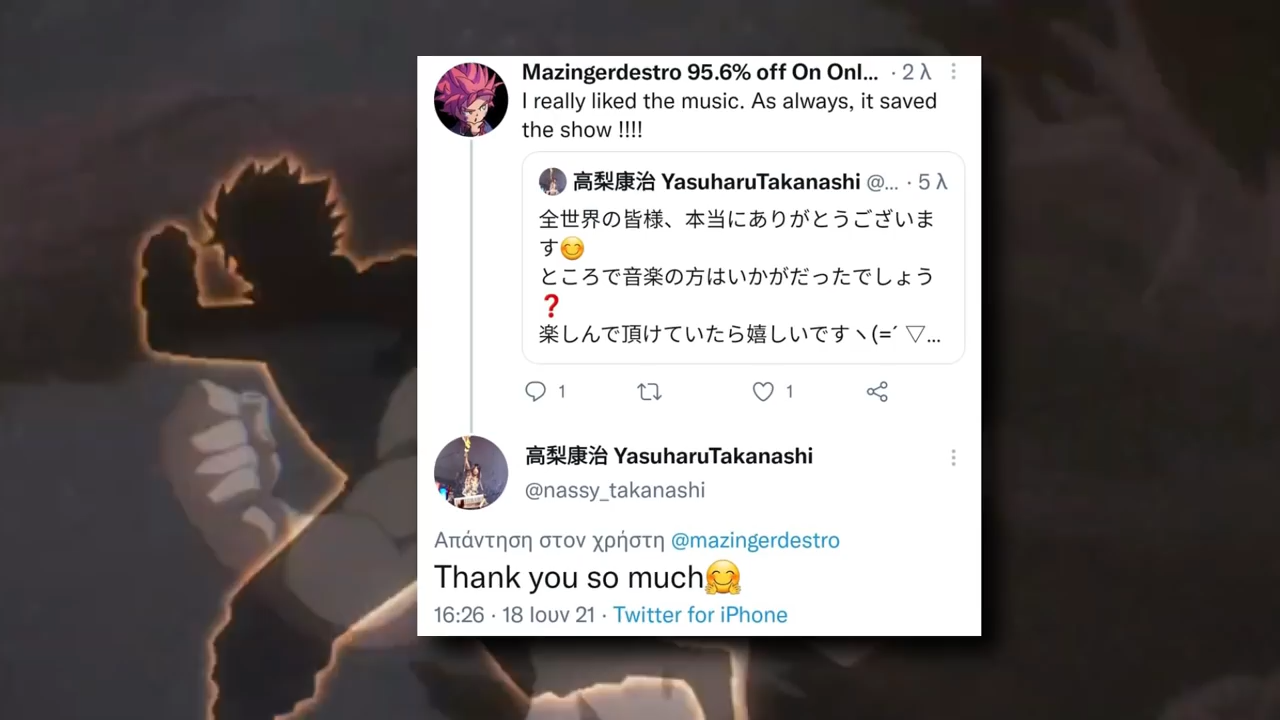 Mazingerdestro 95.6% off On Onl... · 2 λ
I really liked the music. As always, it saved
the show !!!!
高梨康治 YasuharuTakanashi @... · 5 λ
全世界の皆様、本当にありがとうございま
す😊
ところで音楽の方はいかがだったでしょう
❓
楽しんで頂けていたら嬉しいですヽ(=´ ▽...
1 1
高梨康治 YasuharuTakanashi
@nassy_takanashi
Απάντηση στον χρήστη @mazingerdestro
Thank you so much🤗
16:26 · 18 Ιουν 21 · Twitter for iPhone